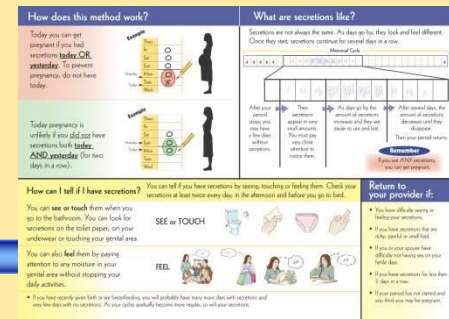 How does this method work?
Today you can get
pregnant if you had
secretions today OR
yesterday. To prevent
pregnancy, do not have
today.
Example
Today pregnancy is
unlikely if you did not have
secretions both today
AND yesterday (for two
days in a row).
Example
What are secretions like?
Secretions are not always the same. As days go by, they look and feel different.
Once they start, secretions continue for several days in a row.
Menstrual Cycle
After your
period
stops, you
may have
a few days
without
secretions.
Then
secretions
appear in very
small amounts.
You must pay
very close
attention to
notice them.
As days go by the
amount of secretions
increases and they are
easier to see and feel.
After several days, the
amount of secretions
decreases until they
disappear.
Then your period returns.
Remember
If you see ANY secretions,
you can get pregnant.
How can I tell if I have secretions?
You can tell if you have secretions by seeing, touching or feeling them. Check your
secretions at least twice every day, in the afternoon and before you go to bed.
You can see or touch them when you
go to the bathroom. You can look for
secretions on the toilet paper, on your
underwear or touching your genital area.
SEE or TOUCH
You can also feel them by paying
attention to any moisture in your
genital area without stopping your
daily activities.
FEEL
• If you have recently given birth or are breastfeeding, you will probably have many more days with secretions and
very few days with no secretions. As your cycles gradually become more regular, so will your secretions.
Return to
your provider if:
• You have difficulty seeing or
feeling your secretions.
• If you have secretions that are
itchy, painful or smell bad.
• If you or your spouse have
difficulty not having sex on your
fertile days.
• If you have secretions for less than
5 days in a row.
• If your period has not started and
you think you may be pregnant.